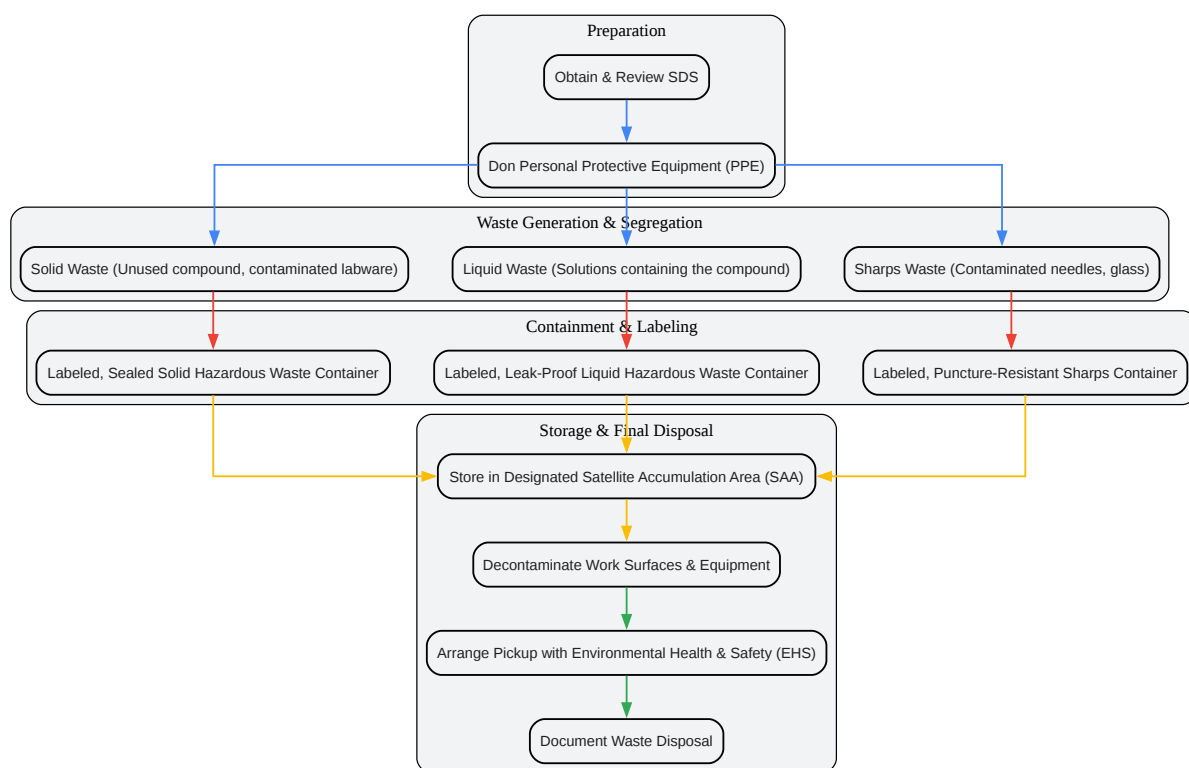 Preparation
Obtain & Review SDS
Don Personal Protective Equipment (PPE)
Waste Generation & Segregation
Solid Waste (Unused compound, contaminated labware)
Liquid Waste (Solutions containing the compound)
Sharps Waste (Contaminated needles, glass)
Containment & Labeling
Labeled, Sealed Solid Hazardous Waste Container
Labeled, Leak-Proof Liquid Hazardous Waste Container
Labeled, Puncture-Resistant Sharps Container
Storage & Final Disposal
Store in Designated Satellite Accumulation Area (SAA)
Decontaminate Work Surfaces & Equipment
Arrange Pickup with Environmental Health & Safety (EHS)
Document Waste Disposal